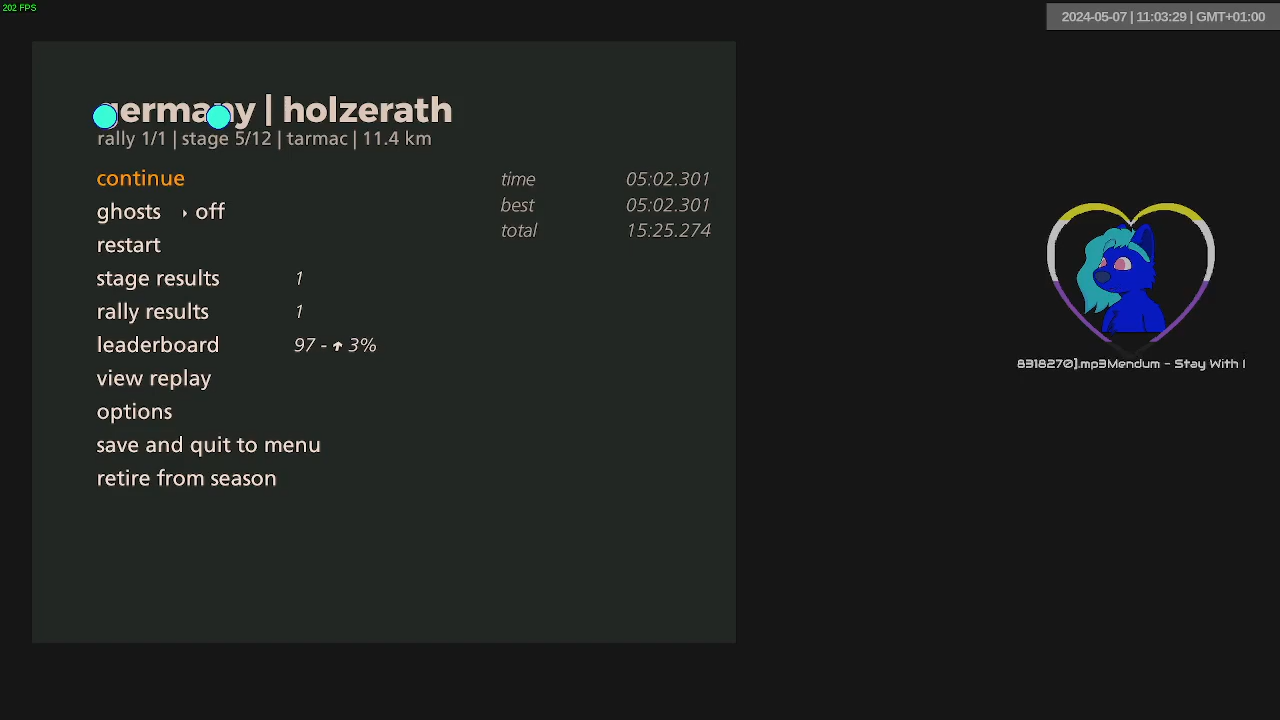 202 FPS
2024-05-07 | 11:03:29 | GMT+01:00
germany | holzerath
rally 1/1 | stage 5/12 | tarmac | 11.4 km
continue
ghosts ‣ off
restart
stage results 1
rally results 1
leaderboard 97 - ↑ 3%
view replay
options
save and quit to menu
retire from season
time 05:02.301
best 05:02.301
total 15:25.274
8318270].mp3Mendum - Stay With I